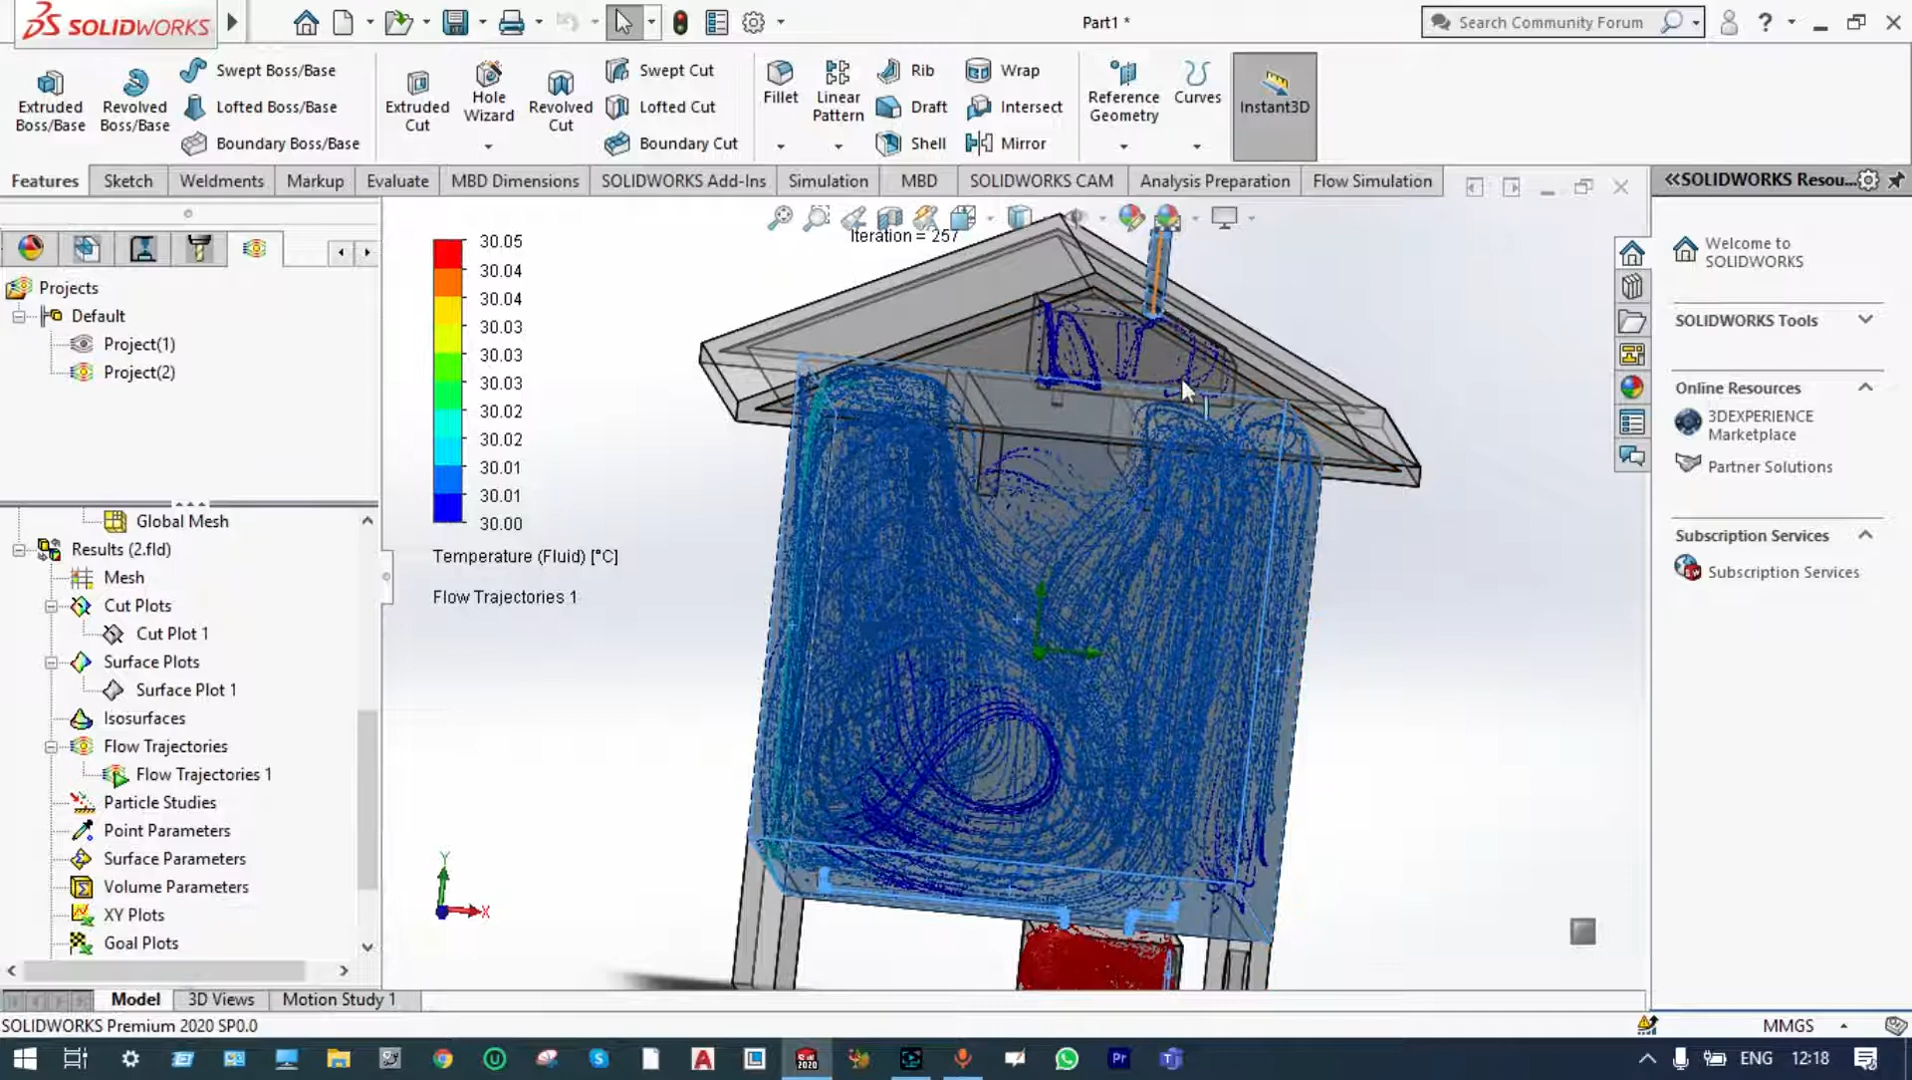 SOLIDWORKS
Part1 *
Search Community Forum
Extruded Boss/Base
Revolved Boss/Base
Swept Boss/Base
Lofted Boss/Base
Boundary Boss/Base
Extruded Cut
Hole Wizard
Revolved Cut
Swept Cut
Lofted Cut
Boundary Cut
Fillet
Linear Pattern
Rib
Draft
Shell
Wrap
Intersect
Mirror
Reference Geometry
Curves
Instant3D
Features
Sketch
Weldments
Markup
Evaluate
MBD Dimensions
SOLIDWORKS Add-Ins
Simulation
MBD
SOLIDWORKS CAM
Analysis Preparation
Flow Simulation
SOLIDWORKS Resou...
Projects
Default
Project(1)
Project(2)
Global Mesh
Results (2.fld)
Mesh
Cut Plots
Cut Plot 1
Surface Plots
Surface Plot 1
Isosurfaces
Flow Trajectories
Flow Trajectories 1
Particle Studies
Point Parameters
Surface Parameters
Volume Parameters
XY Plots
Goal Plots
Iteration = 257
30.05
30.04
30.04
30.03
30.03
30.03
30.02
30.02
30.01
30.01
30.00
Temperature (Fluid) [°C]
Flow Trajectories 1
Y
X
Welcome to
SOLIDWORKS
SOLIDWORKS Tools
Online Resources
3DEXPERIENCE
Marketplace
Partner Solutions
Subscription Services
Subscription Services
Model
3D Views
Motion Study 1
SOLIDWORKS Premium 2020 SP0.0
MMGS
ENG
12:18